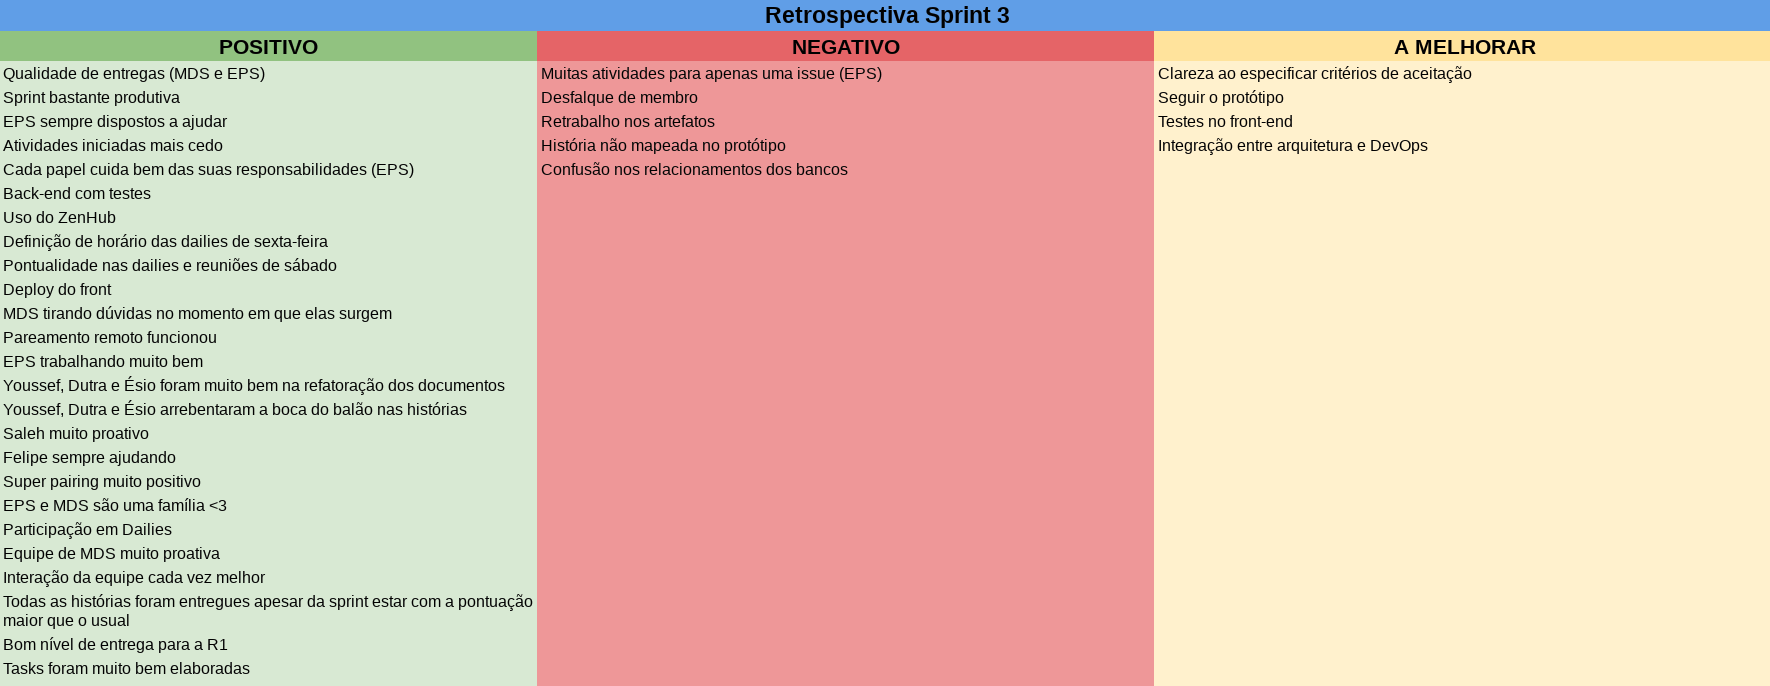 Retrospectiva Sprint 3
POSITIVO
Qualidade de entregas (MDS e EPS)
Sprint bastante produtiva
EPS sempre dispostos a ajudar
Atividades iniciadas mais cedo
Cada papel cuida bem das suas responsabilidades (EPS)
Back-end com testes
Uso do ZenHub
Definição de horário das dailies de sexta-feira
Pontualidade nas dailies e reuniões de sábado
Deploy do front
MDS tirando dúvidas no momento em que elas surgem
Pareamento remoto funcionou
EPS trabalhando muito bem
Youssef, Dutra e Ésio foram muito bem na refatoração dos documentos
Youssef, Dutra e Ésio arrebentaram a boca do balão nas histórias
Saleh muito proativo
Felipe sempre ajudando
Super pairing muito positivo
EPS e MDS são uma família <3
Participação em Dailies
Equipe de MDS muito proativa
Interação da equipe cada vez melhor
Todas as histórias foram entregues apesar da sprint estar com a pontuação
maior que o usual
Bom nível de entrega para a R1
Tasks foram muito bem elaboradas
NEGATIVO
Muitas atividades para apenas uma issue (EPS)
Desfalque de membro
Retrabalho nos artefatos
História não mapeada no protótipo
Confusão nos relacionamentos dos bancos
A MELHORAR
Clareza ao especificar critérios de aceitação
Seguir o protótipo
Testes no front-end
Integração entre arquitetura e DevOps